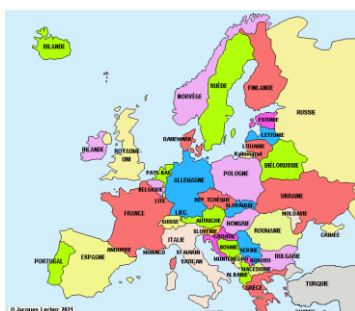 ISLANDE
SUÈDE
FINLANDE
NORVÈGE
RUSSIE
ESTONIE
LETTONIE
LITUANIE
Kaliningrad
DANEMARK
IRLANDE
ROYAUME-
UNI
PAYS-BAS
BIÉLORUSSIE
POLOGNE
ALLEMAGNE
BELGIQUE
LUX.
RÉP. TCHÈQUE
UKRAINE
SLOVAQUIE
FRANCE
LIEC.
SUISSE
AUTRICHE
HONGRIE
MOLDAVIE
SLOVÉNIE
CROATIE
ROUMANIE
CRIMÉE
ITALIE
BOSNIE
SERBIE
ANDORRE
MONACO
ST MARIN
VATICAN
MONTÉNÉGRO
KOSOVO
BULGARIE
PORTUGAL
ESPAGNE
MACÉDOINE
ALBANIE
TURQUIE
GRÈCE
© Jacques Leclerc 2021